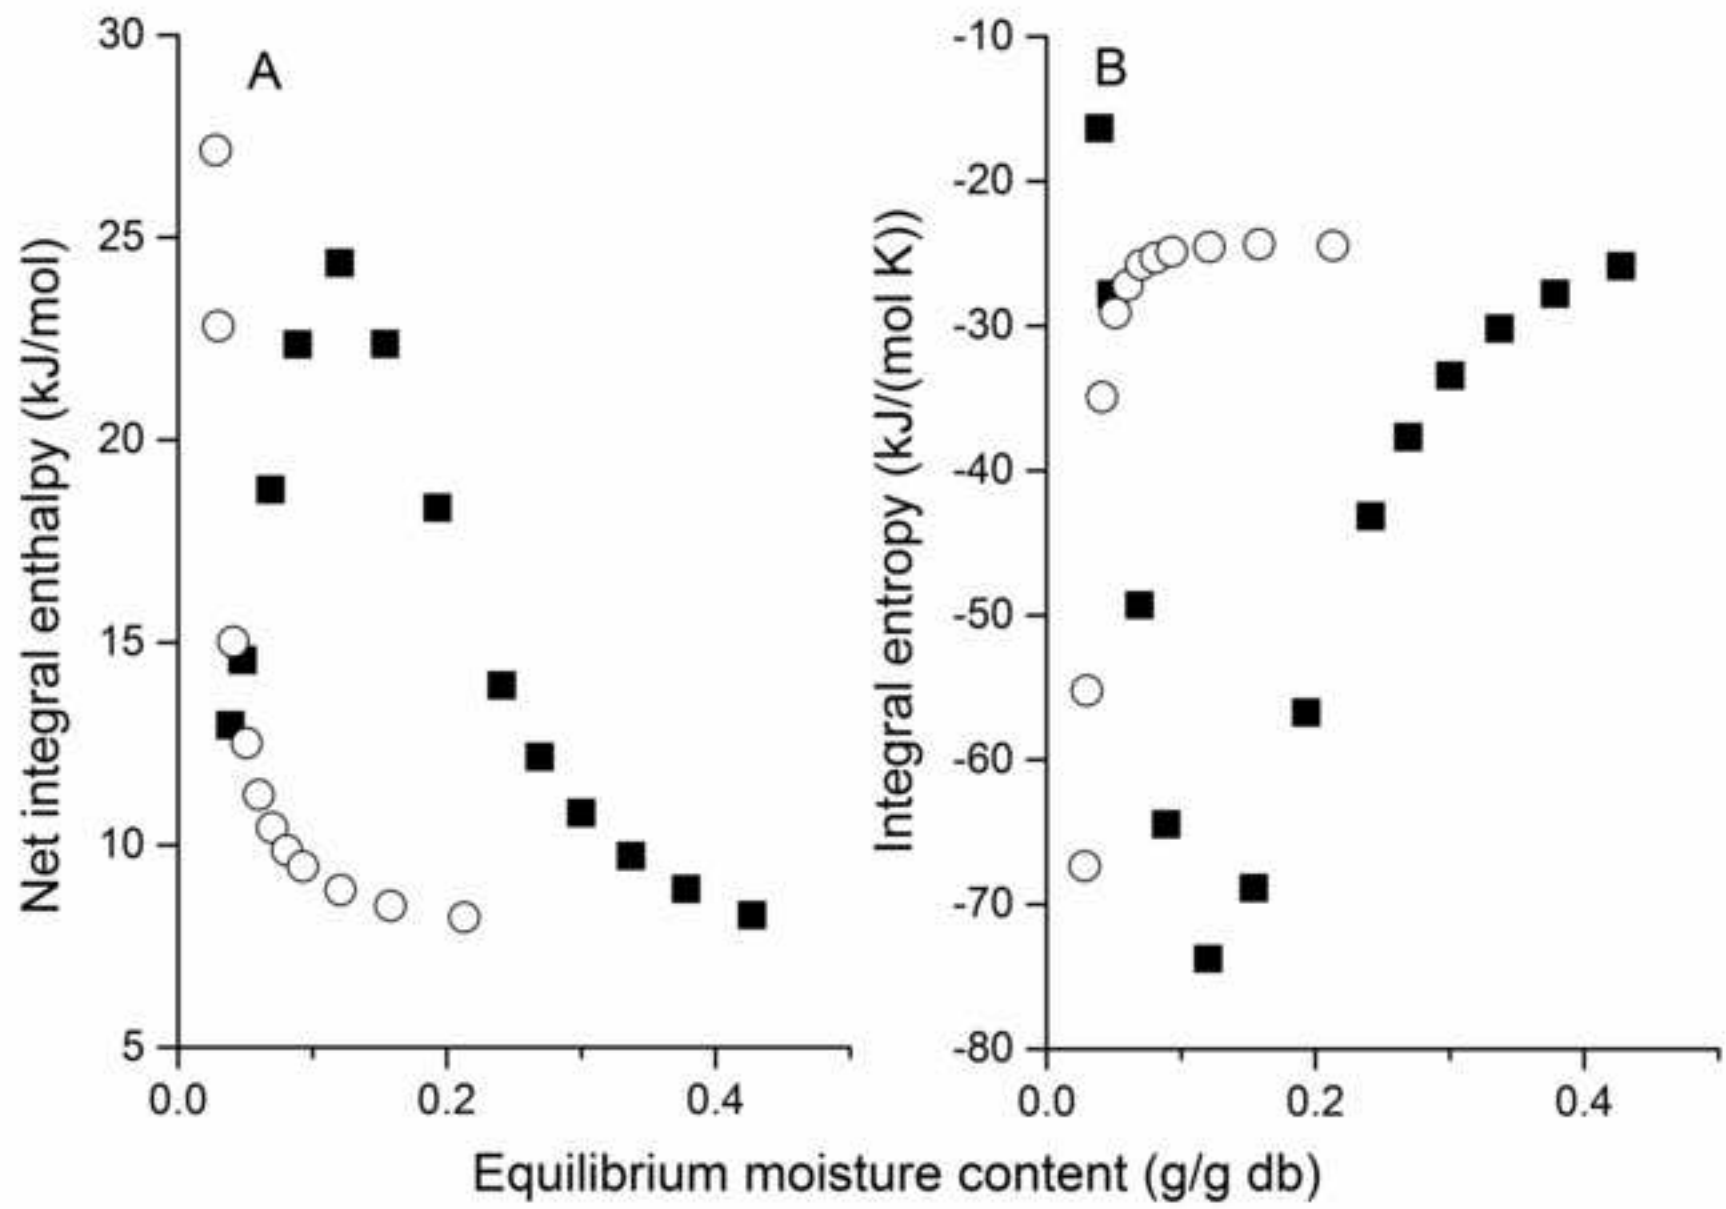 A
Net integral enthalpy (kJ/mol)
30
25
20
15
10
5
0.0 0.2 0.4
B
Integral entropy (kJ/(mol K))
-10
-20
-30
-40
-50
-60
-70
-80
0.0 0.2 0.4
Equilibrium moisture content (g/g db)